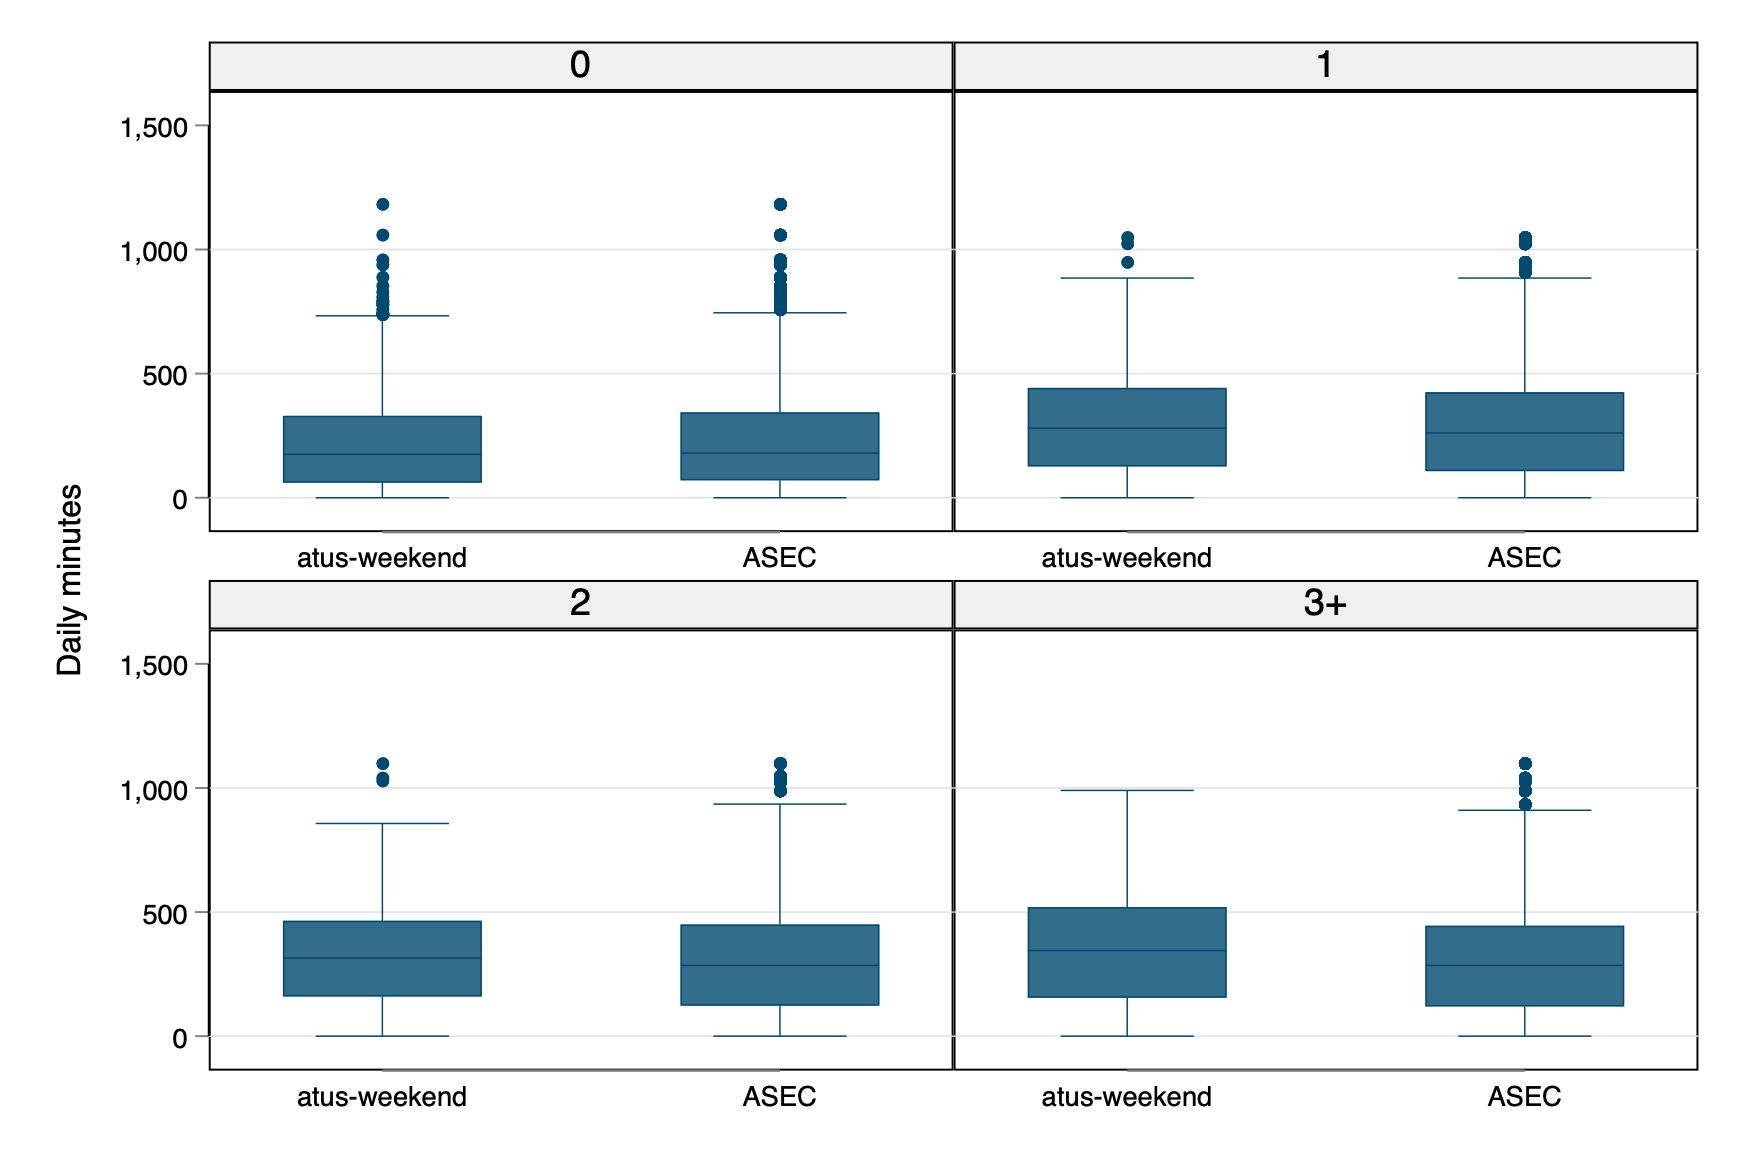 0
1
1,500
1,000
500
0
atus-weekend
ASEC
atus-weekend
ASEC
Daily minutes
2
3+
1,500
1,000
500
0
atus-weekend
ASEC
atus-weekend
ASEC